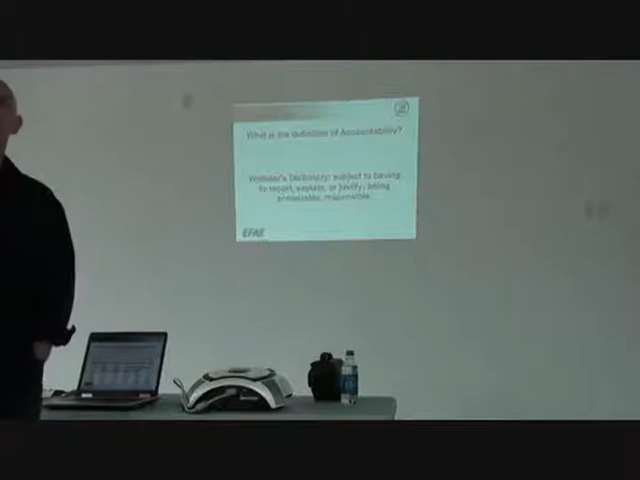 What is the definition of Accountability?
Webster's Dictionary: subject to having
to report, explain, or justify; being
answerable, responsible
EFAE